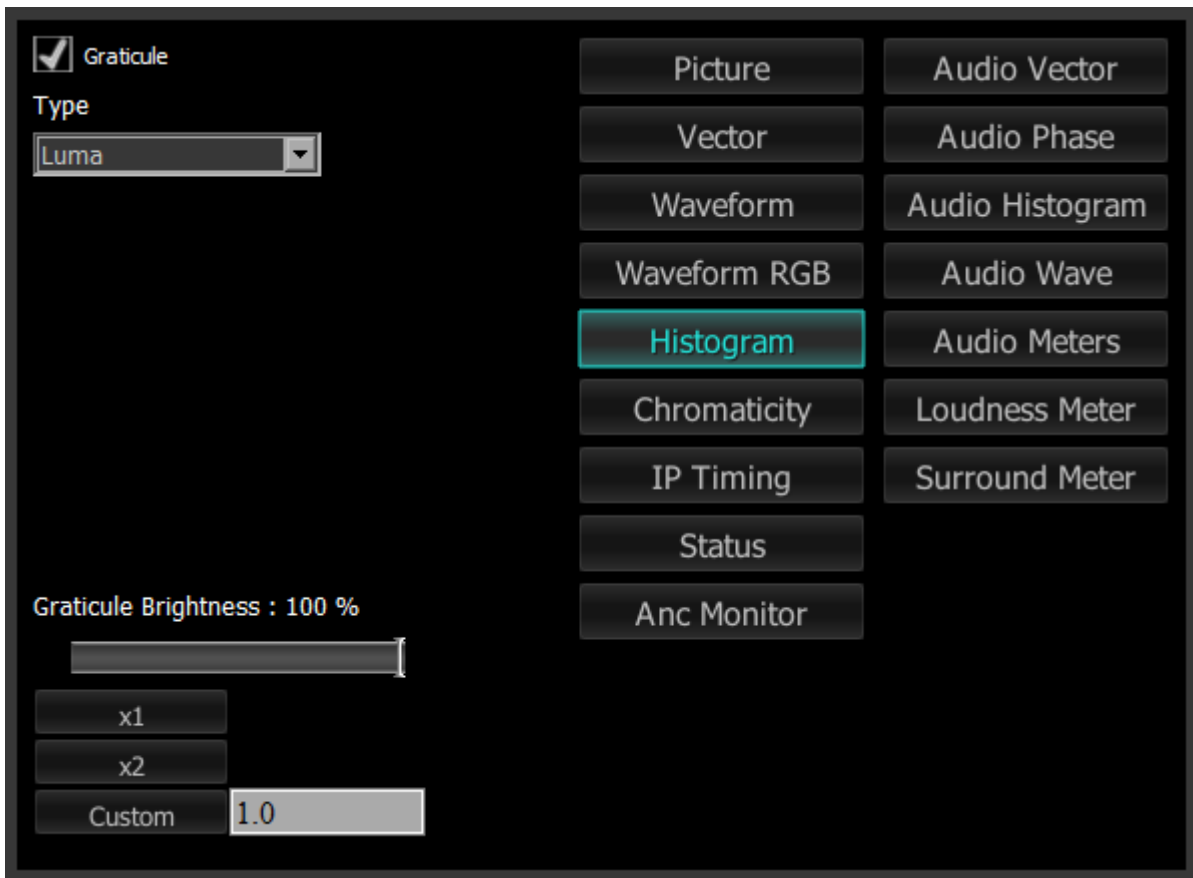 Graticule
Type
Luma
Graticule Brightness : 100 %
x1
x2
Custom
1.0
Picture
Vector
Waveform
Waveform RGB
Histogram
Chromaticity
IP Timing
Status
Anc Monitor
Audio Vector
Audio Phase
Audio Histogram
Audio Wave
Audio Meters
Loudness Meter
Surround Meter